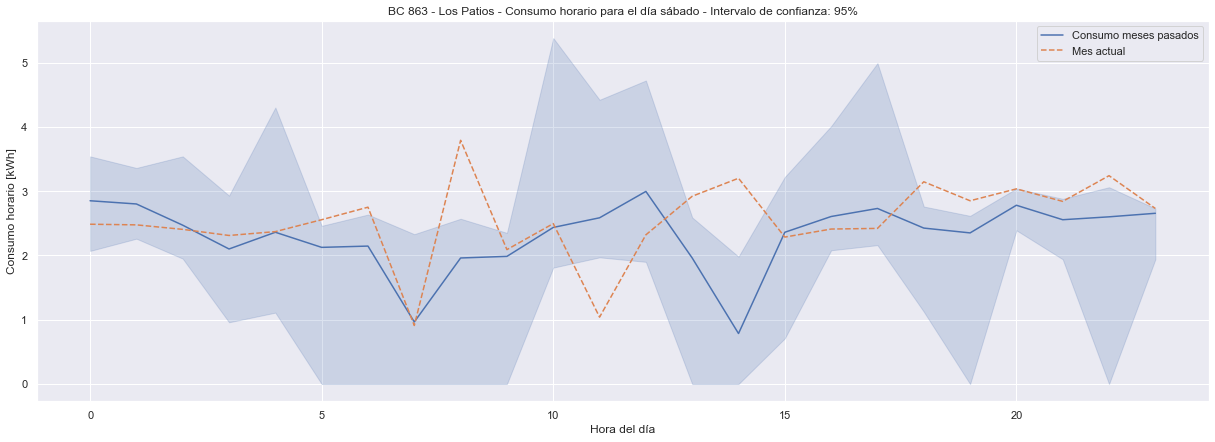 BC 863 - Los Patios - Consumo horario para el día sábado - Intervalo de confianza: 95%
Consumo meses pasados
Mes actual
Consumo horario [kWh]
5
4
3
2
1
0
0 5 10 15 20
Hora del día